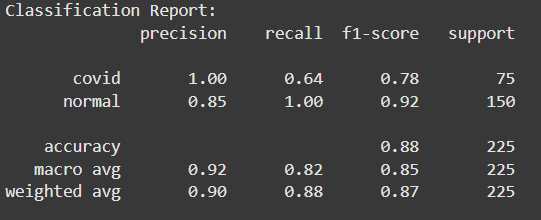 Classification Report:
precision recall f1-score support
covid 1.00 0.64 0.78 75
normal 0.85 1.00 0.92 150
accuracy 0.88 225
macro avg 0.92 0.82 0.85 225
weighted avg 0.90 0.88 0.87 225